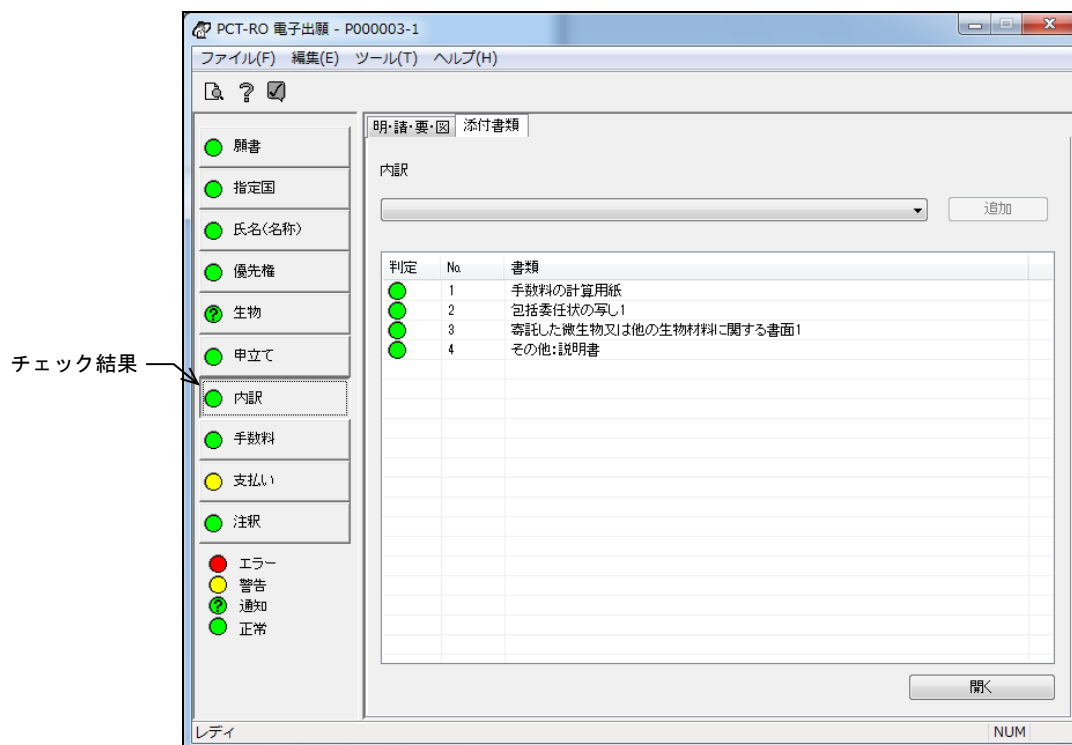 PCT-RO 電子出願 - P000003-1
ファイル(F) 編集(E) ツール(T) ヘルプ(H)
明・請・要・図 添付書類
願書
指定国
氏名(名称)
優先権
生物
申立て
内訳
手数料
支払い
注釈
エラー
警告
通知
正常
チェック結果
内訳
追加
判定 No. 書類
1 手数料の計算用紙
2 包括委任状の写し1
3 寄託した微生物又は他の生物材料に関する書面1
4 その他:説明書
開く
レディ NUM